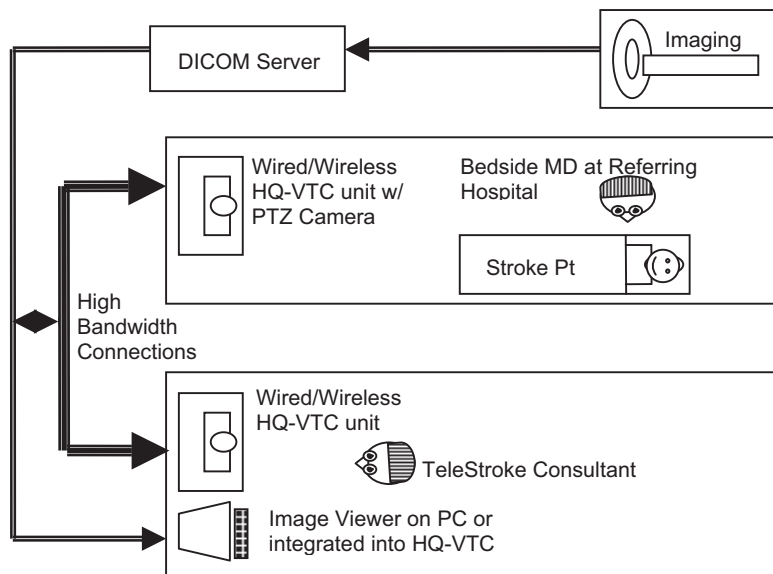 Imaging
DICOM Server
Wired/Wireless
HQ-VTC unit w/
PTZ Camera
Bedside MD at Referring
Hospital
Stroke Pt
High
Bandwidth
Connections
Wired/Wireless
HQ-VTC unit
TeleStroke Consultant
Image Viewer on PC or
integrated into HQ-VTC